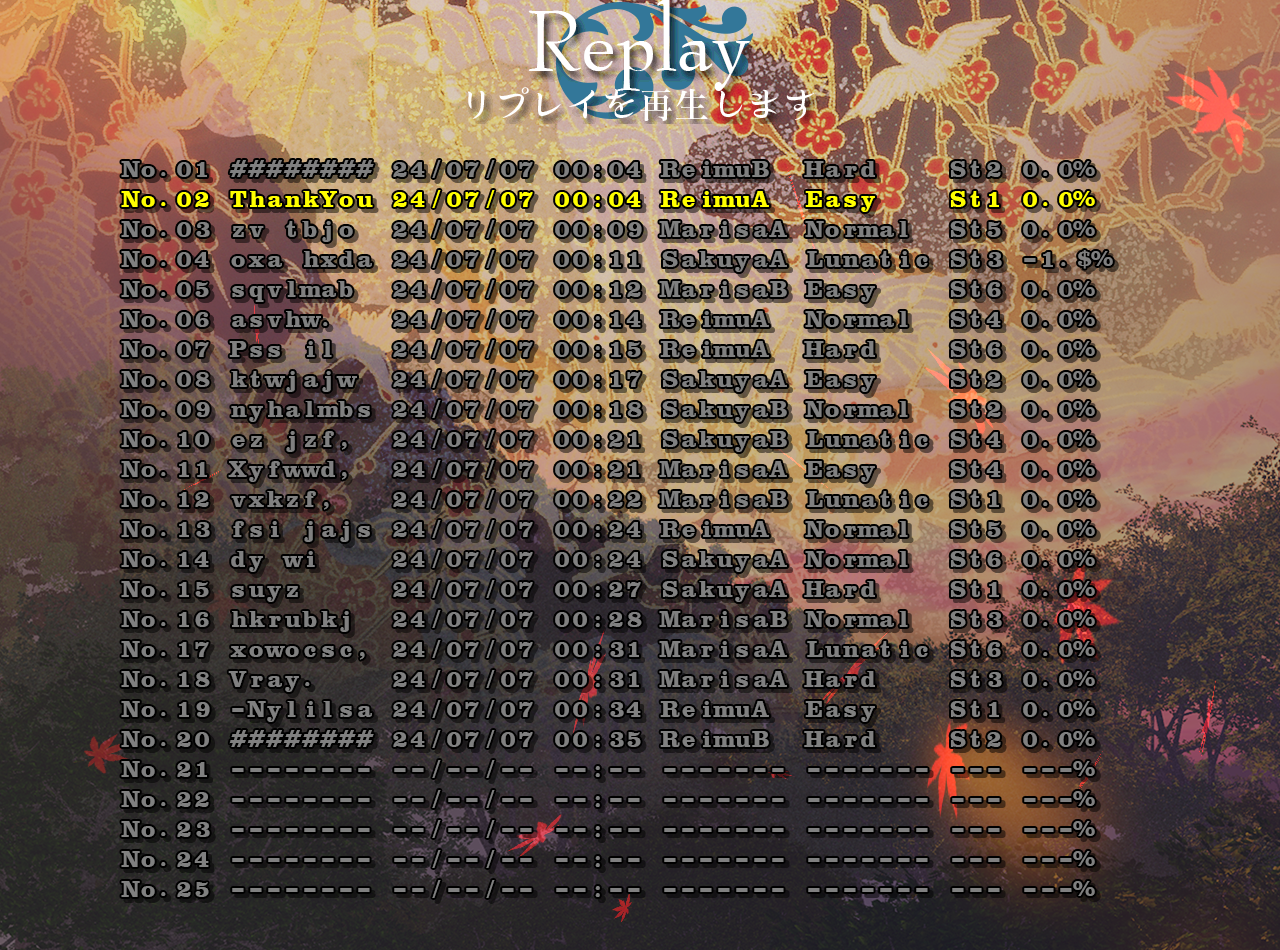 Replay
リプレイを再生します
No.01 ######## 24/07/07 00:04 ReimuB Hard St2 0.0%
No.02 ThankYou 24/07/07 00:04 ReimuA Easy St1 0.0%
No.03 zv tbjo 24/07/07 00:09 MarisaA Normal St5 0.0%
No.04 oxa hxda 24/07/07 00:11 SakuyaA Lunatic St3 -1.$%
No.05 sqvlmab 24/07/07 00:12 MarisaB Easy St6 0.0%
No.06 asvhw. 24/07/07 00:14 ReimuA Normal St4 0.0%
No.07 Pss il 24/07/07 00:15 ReimuA Hard St6 0.0%
No.08 ktwjajw 24/07/07 00:17 SakuyaA Easy St2 0.0%
No.09 nyhalmbs 24/07/07 00:18 SakuyaB Normal St2 0.0%
No.10 ez jzf, 24/07/07 00:21 SakuyaB Lunatic St4 0.0%
No.11 Xyfwwd, 24/07/07 00:21 MarisaA Easy St4 0.0%
No.12 vxkzf, 24/07/07 00:22 MarisaB Lunatic St1 0.0%
No.13 fsi jajs 24/07/07 00:24 ReimuA Normal St5 0.0%
No.14 dy wi 24/07/07 00:24 SakuyaA Normal St6 0.0%
No.15 suyz 24/07/07 00:27 SakuyaA Hard St1 0.0%
No.16 hkrubkj 24/07/07 00:28 MarisaB Normal St3 0.0%
No.17 xowocsc, 24/07/07 00:31 MarisaA Lunatic St6 0.0%
No.18 Vray. 24/07/07 00:31 MarisaA Hard St3 0.0%
No.19 -Nylilsa 24/07/07 00:34 ReimuA Easy St1 0.0%
No.20 ######## 24/07/07 00:35 ReimuB Hard St2 0.0%
No.21 -------- --/--/-- --:-- ------- ------- --- ---%
No.22 -------- --/--/-- --:-- ------- ------- --- ---%
No.23 -------- --/--/-- --:-- ------- ------- --- ---%
No.24 -------- --/--/-- --:-- ------- ------- --- ---%
No.25 -------- --/--/-- --:-- ------- ------- --- ---%